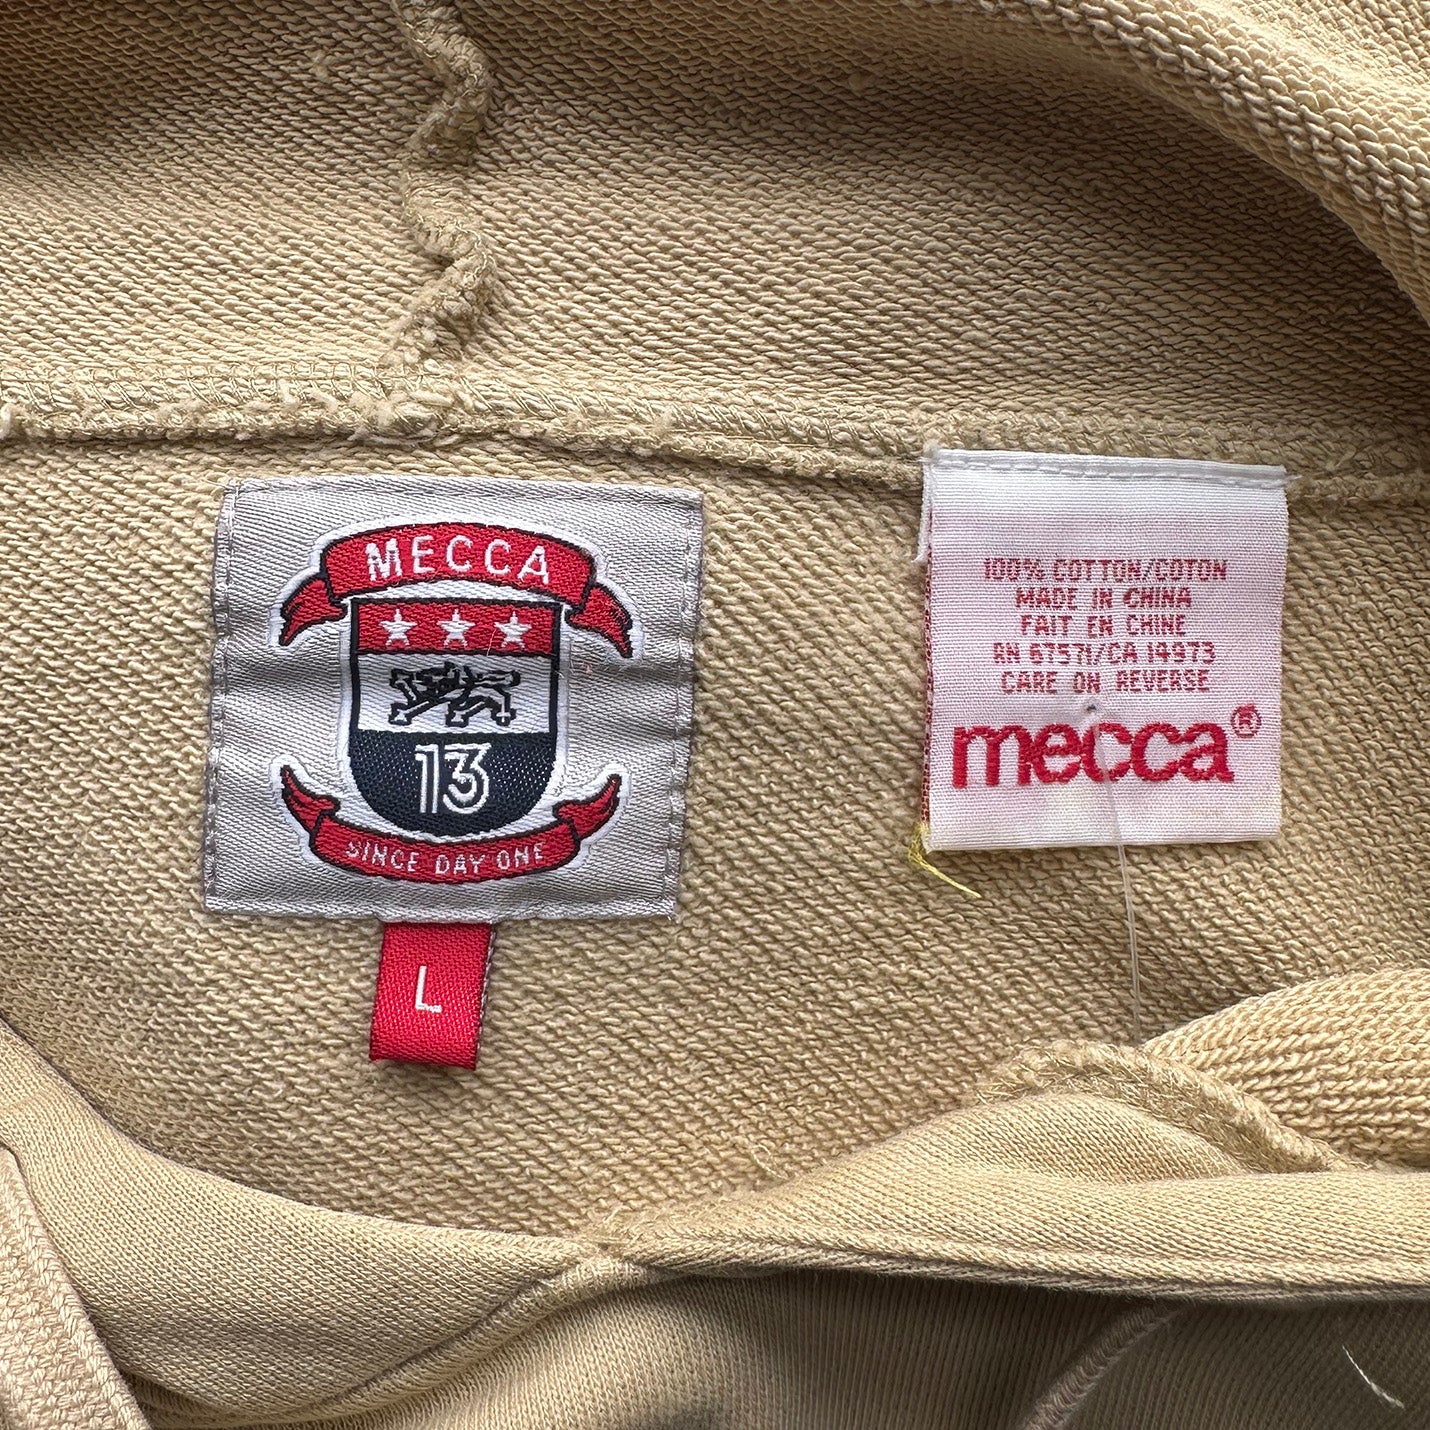 MECCA
13
SINCE DAY ONE
L
100% COTTON/COTON
MADE IN CHINA
FAIT EN CHINE
RN 67571/CA 14973
CARE ON REVERSE
mecca®